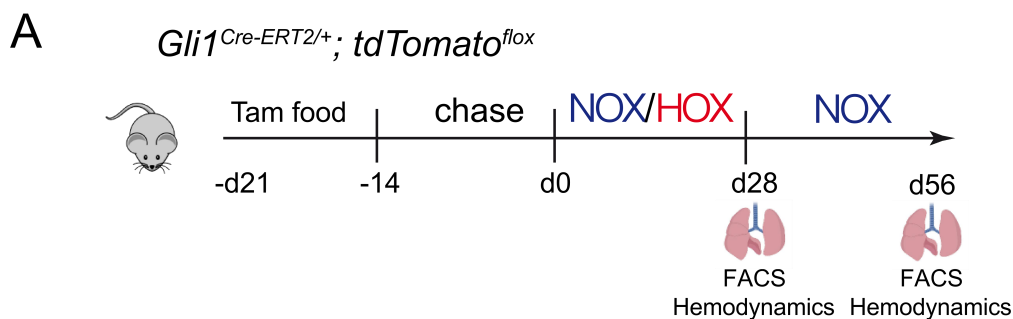 A
Gli1Cre-ERT2/+; tdTomatoflox
Tam food chase NOX/HOX NOX
-d21 -14 d0 d28 d56
FACS FACS
Hemodynamics Hemodynamics